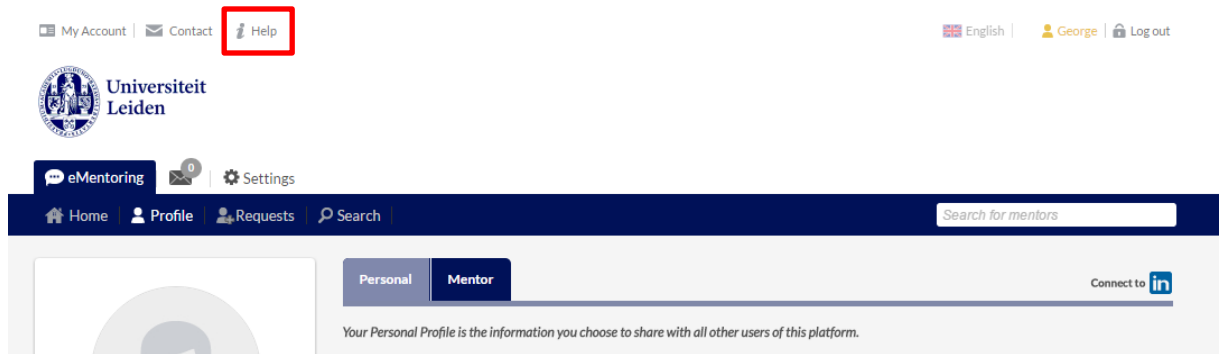 My Account Contact Help English George Log out
Universiteit
Leiden
eMentoring 0 Settings
Home Profile Requests Search Search for mentors
Personal Mentor Connect to in
Your Personal Profile is the information you choose to share with all other users of this platform.